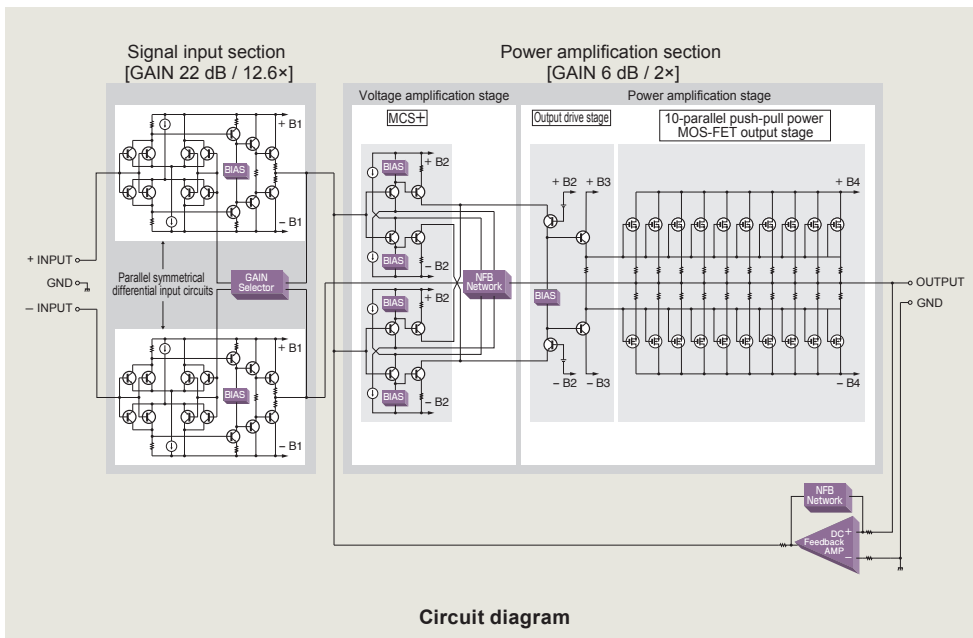 Signal input section
[GAIN 22 dB / 12.6×]
Power amplification section
[GAIN 6 dB / 2×]
Voltage amplification stage
Power amplification stage
MCS+
Output drive stage
10-parallel push-pull power
MOS-FET output stage
+ B1
BIAS
− B1
+ INPUT
GND
− INPUT
Parallel symmetrical
differential input circuits
GAIN
Selector
+ B1
BIAS
− B1
BIAS
+ B2
BIAS
− B2
BIAS
+ B2
BIAS
− B2
NFB
Network
+ B2
+ B3
BIAS
− B2
− B3
+ B4
− B4
OUTPUT
GND
NFB
Network
DC +
Feedback
AMP −
Circuit diagram